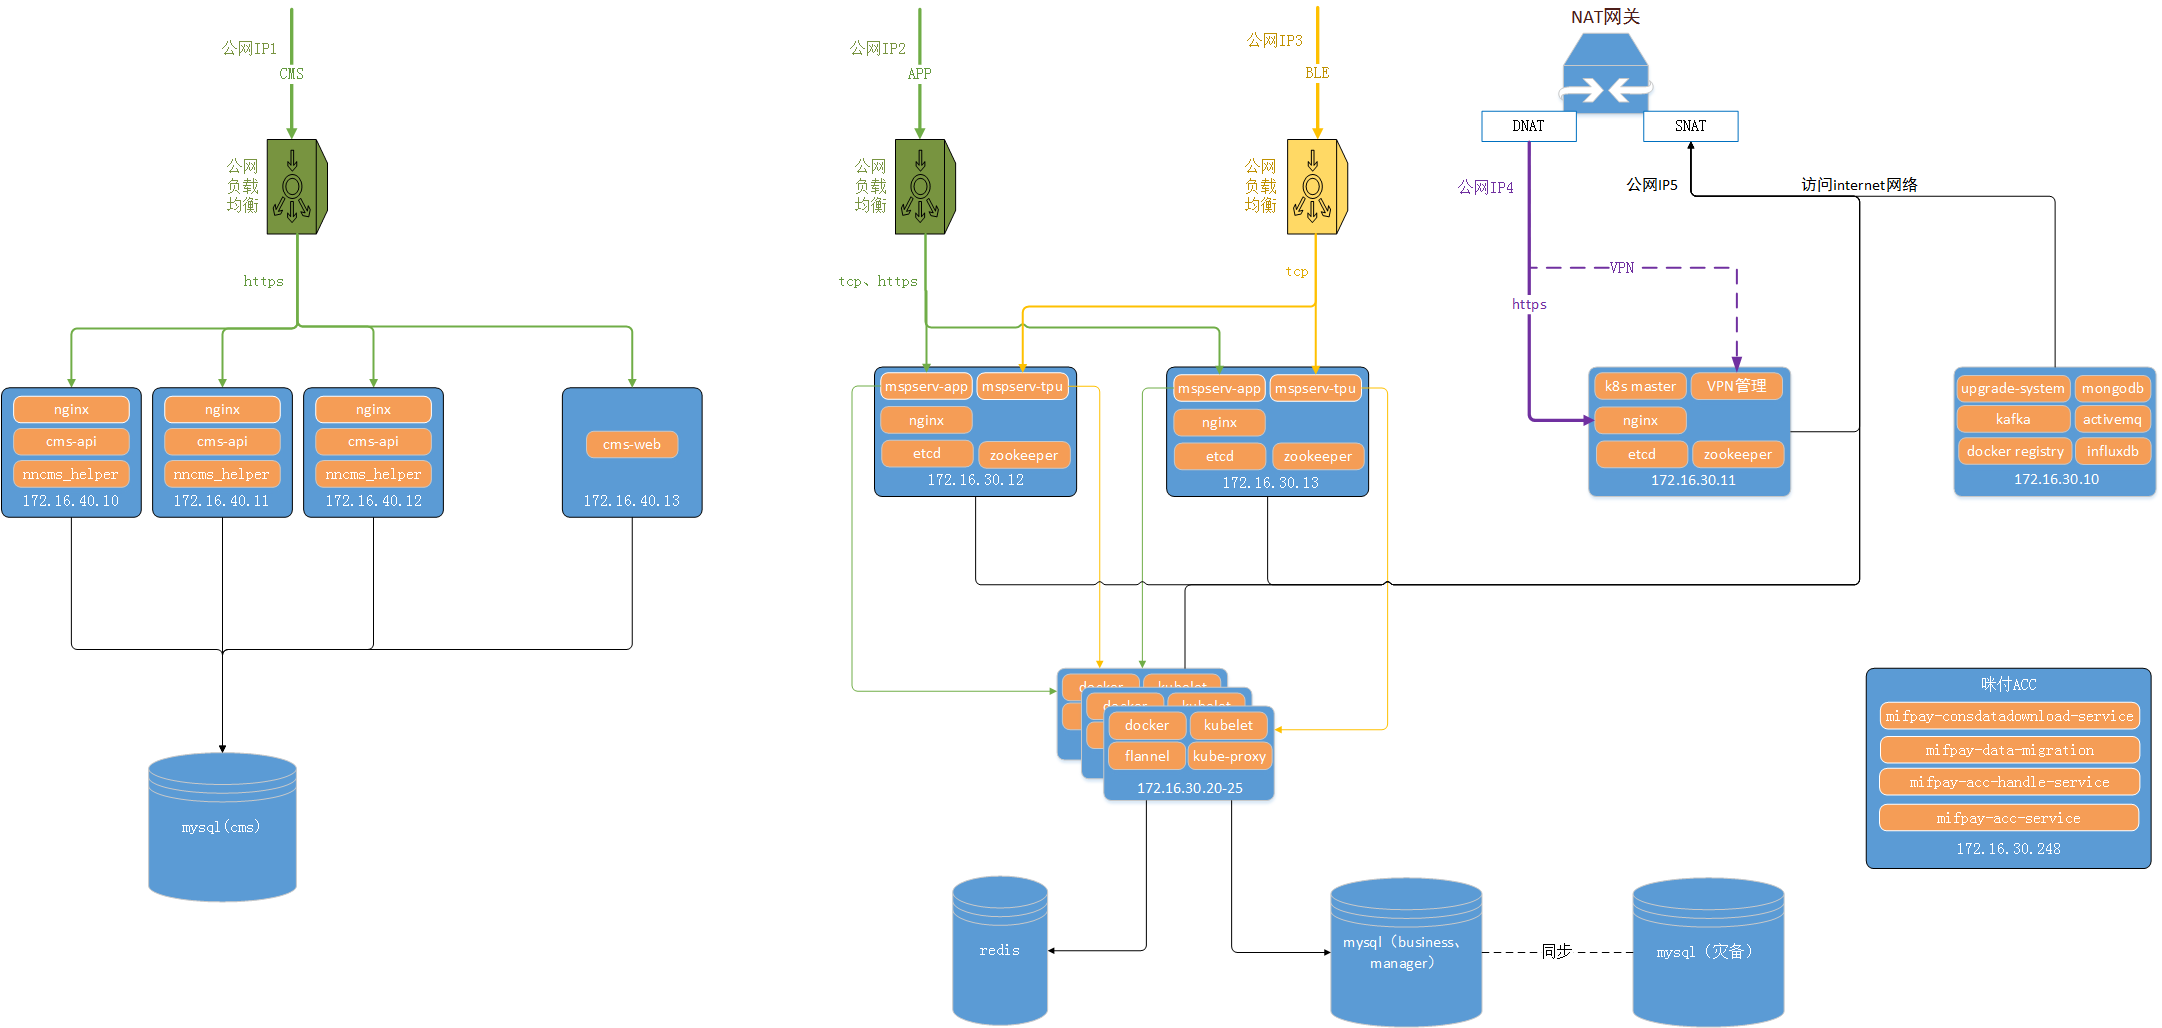 NAT网关
公网IP1
CMS
公网IP2
APP
公网IP3
BLE
DNAT
SNAT
公网
负载
均衡
公网
负载
均衡
公网
负载
均衡
公网IP4
公网IP5
访问internet网络
https
tcp、https
tcp
VPN
https
nginx
cms-api
nncms_helper
172.16.40.10
nginx
cms-api
nncms_helper
172.16.40.11
nginx
cms-api
nncms_helper
172.16.40.12
cms-web
172.16.40.13
mspserv-app
mspserv-tpu
nginx
etcd
zookeeper
172.16.30.12
mspserv-app
mspserv-tpu
nginx
etcd
zookeeper
172.16.30.13
k8s master
VPN管理
nginx
etcd
zookeeper
172.16.30.11
upgrade-system
mongodb
kafka
activemq
docker registry
influxdb
172.16.30.10
docker
kubelet
docker
kubelet
docker
kubelet
flannel
kube-proxy
172.16.30.20-25
咪付ACC
mifpay-consdatadownload-service
mifpay-data-migration
mifpay-acc-handle-service
mifpay-acc-service
172.16.30.248
mysql(cms)
redis
mysql（business、
manager）
同步
mysql（灾备）